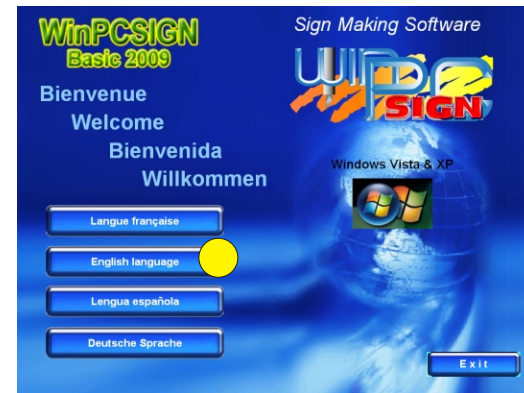 WinPCSIGN
Basic 2009
Sign Making Software
WiNPC
SIGN
Bienvenue
Welcome
Bienvenida
Willkommen
Windows Vista & XP
Langue française
English language
Lengua española
Deutsche Sprache
Exit